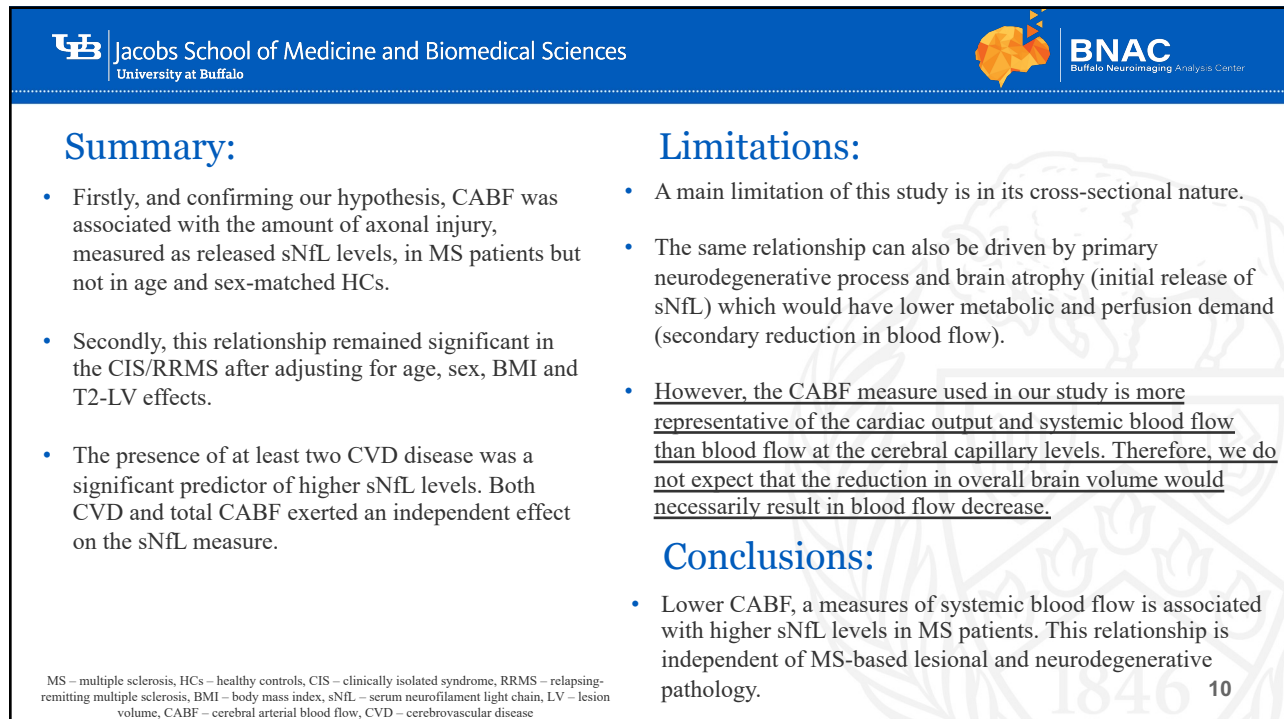 UB Jacobs School of Medicine and Biomedical Sciences
University at Buffalo
BNAC
Buffalo Neuroimaging Analysis Center
Summary:
• Firstly, and confirming our hypothesis, CABF was
associated with the amount of axonal injury,
measured as released sNfL levels, in MS patients but
not in age and sex-matched HCs.
• Secondly, this relationship remained significant in
the CIS/RRMS after adjusting for age, sex, BMI and
T2-LV effects.
• The presence of at least two CVD disease was a
significant predictor of higher sNfL levels. Both
CVD and total CABF exerted an independent effect
on the sNfL measure.
MS – multiple sclerosis, HCs – healthy controls, CIS – clinically isolated syndrome, RRMS – relapsing-
remitting multiple sclerosis, BMI – body mass index, sNfL – serum neurofilament light chain, LV – lesion
volume, CABF – cerebral arterial blood flow, CVD – cerebrovascular disease
Limitations:
• A main limitation of this study is in its cross-sectional nature.
• The same relationship can also be driven by primary
neurodegenerative process and brain atrophy (initial release of
sNfL) which would have lower metabolic and perfusion demand
(secondary reduction in blood flow).
• However, the CABF measure used in our study is more
representative of the cardiac output and systemic blood flow
than blood flow at the cerebral capillary levels. Therefore, we do
not expect that the reduction in overall brain volume would
necessarily result in blood flow decrease.
Conclusions:
• Lower CABF, a measures of systemic blood flow is associated
with higher sNfL levels in MS patients. This relationship is
independent of MS-based lesional and neurodegenerative
pathology.
1846
10